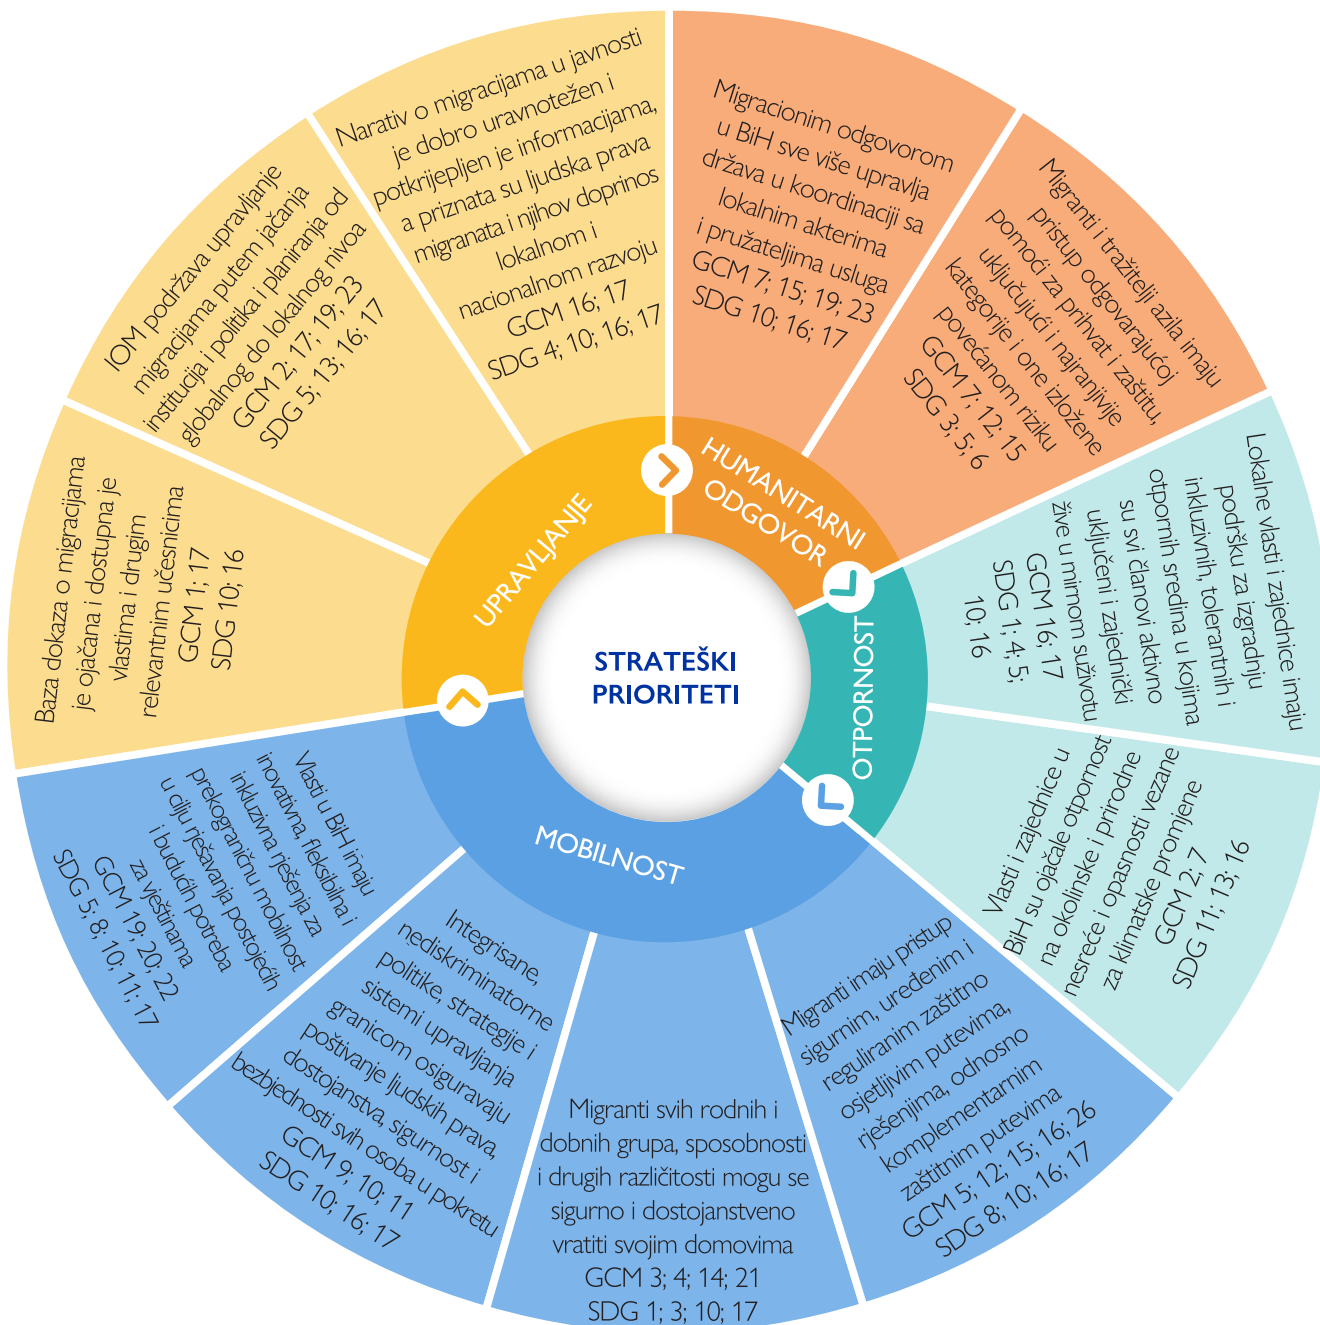 STRATEŠKI
PRIORITETI
HUMANITARNI
ODGOVOR
Migracionim odgovorom
u BiH sve više upravlja
država u koordinaciji sa
lokalnim akterima
i pružateljima usluga
GCM 7; 15; 19; 23
SDG 10; 16; 17
Migranti i tražitelji azila imaju
pristup odgovarajućoj
pomoći za prihvat i zaštitu,
uključujući i najranjivije
kategorije i one izložene
povećanom riziku
GCM 7; 12; 15
SDG 3; 5; 6
OTPORNOST
Lokalne vlasti i zajednice imaju
podršku za izgradnju
inkluzivnih, tolerantnih i
otpornih sredina u kojima
su svi članovi aktivno
uključeni i zajednički
žive u mirnom suživotu
GCM 16; 17
SDG 1; 4; 5;
10; 16
Vlasti i zajednice u
BiH su ojačale otpornost
na okolinske i prirodne
nesreće i opasnosti vezane
za klimatske promjene
GCM 2; 7
SDG 11; 13; 16
MOBILNOST
Migranti imaju pristup
sigurnim, uređenim i
reguliranim zaštitno
osjetljivim putevima,
rješenjima, odnosno
komplementarnim
zaštitnim putevima
GCM 5; 12; 15; 16; 26
SDG 8; 10; 16; 17
Migranti svih rodnih i
dobnih grupa, sposobnosti
i drugih različitosti mogu se
sigurno i dostojanstveno
vratiti svojim domovima
GCM 3; 4; 14; 21
SDG 1; 3; 10; 17
Integrisane,
nediskriminatorne
politike, strategije i
sistemi upravljanja
granicom osiguravaju
poštivanje ljudskih prava,
dostojanstva, sigurnost i
bezbjednosti svih osoba u pokretu
GCM 9; 10; 11
SDG 10; 16; 17
Vlasti u BiH imaju
inovativna, fleksibilna i
inkluzivna rješenja za
prekograničnu mobilnost
u cilju rješavanja postojećih
i budućih potreba
za vještinama
GCM 19; 20; 22
SDG 5; 8; 10; 11; 17
UPRAVLJANJE
Baza dokaza o migracijama
je ojačana i dostupna je
vlastima i drugim
relevantnim učesnicima
GCM 1; 17
SDG 10; 16
IOM podržava upravljanje
migracijama putem jačanja
institucija i politika i planiranja od
globalnog do lokalnog nivoa
GCM 2; 17; 19; 23
SDG 5; 13; 16; 17
Narativ o migracijama u javnosti
je dobro uravnotežen i
potkrijepljen je informacijama,
a priznata su ljudska prava
migranata i njihov doprinos
lokalnom i
nacionalnom razvoju
GCM 16; 17
SDG 4; 10; 16; 17